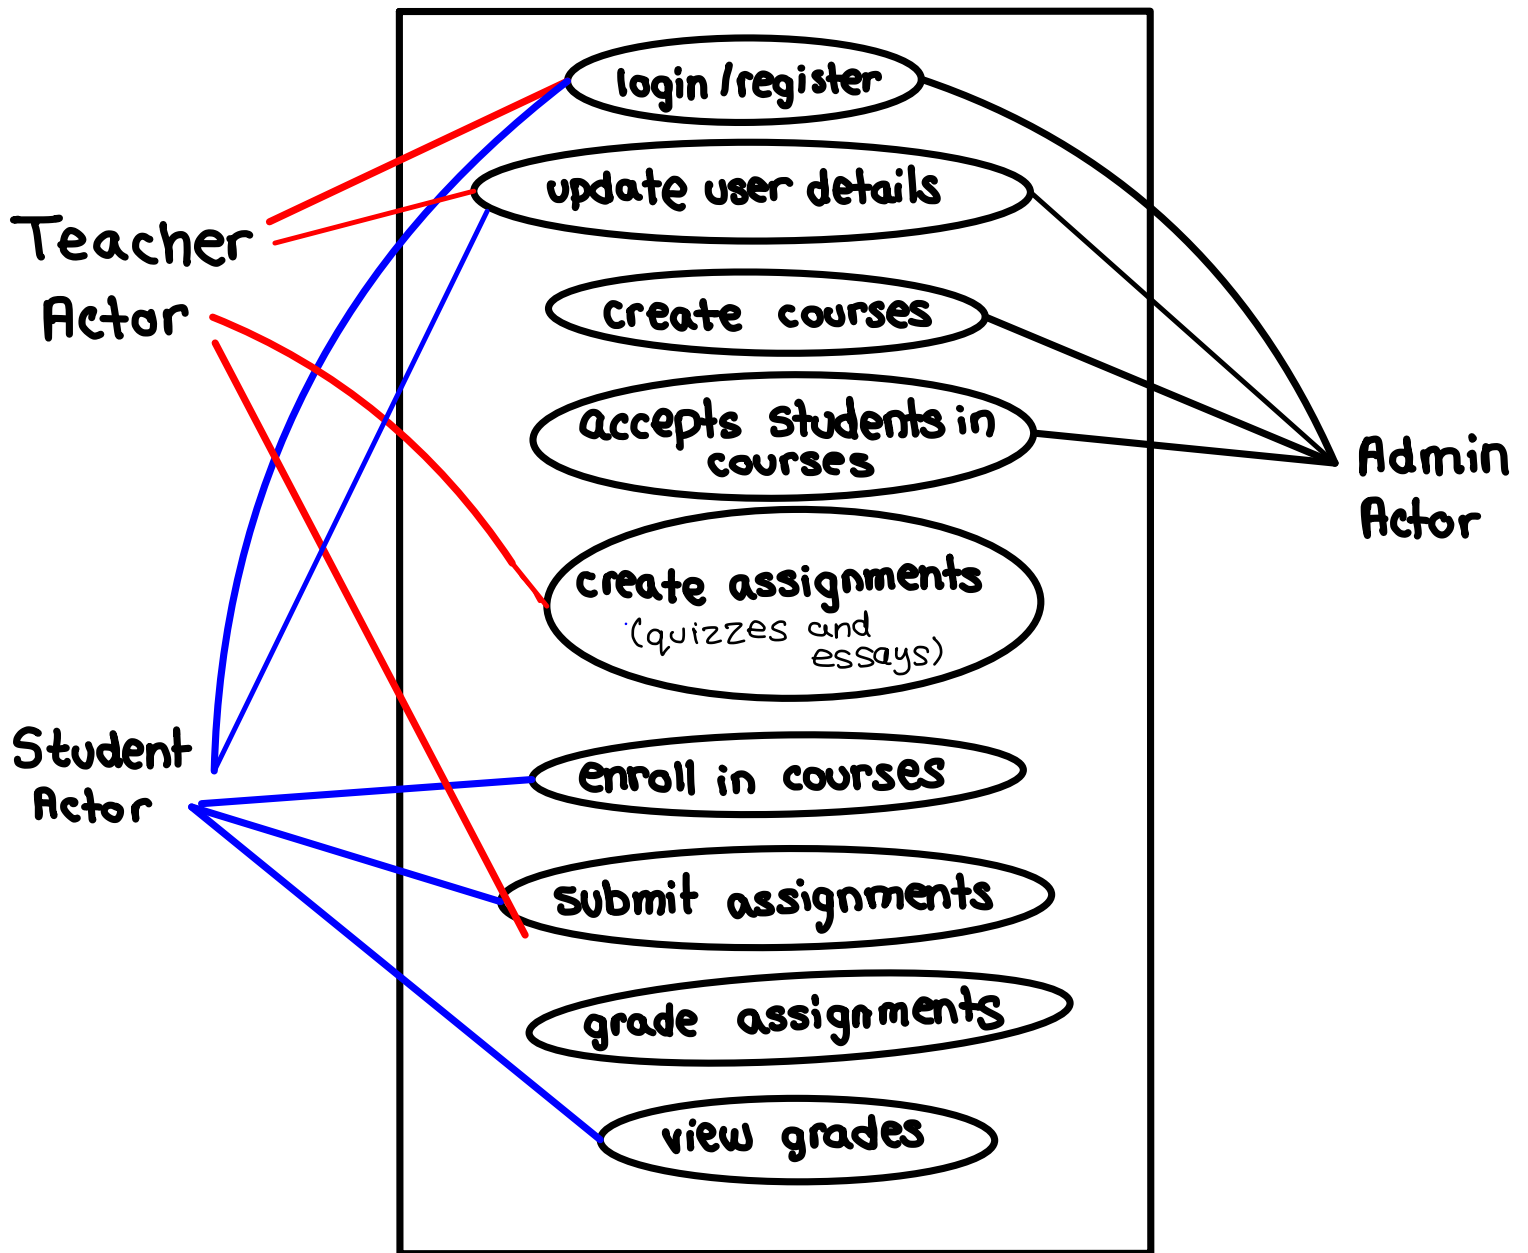 login / register
update user details
Teacher
Actor
create courses
accepts students in
courses
Admin
Actor
create assignments
(quizzes and
essays)
Student
Actor
enroll in courses
submit assignments
grade assignments
view grades